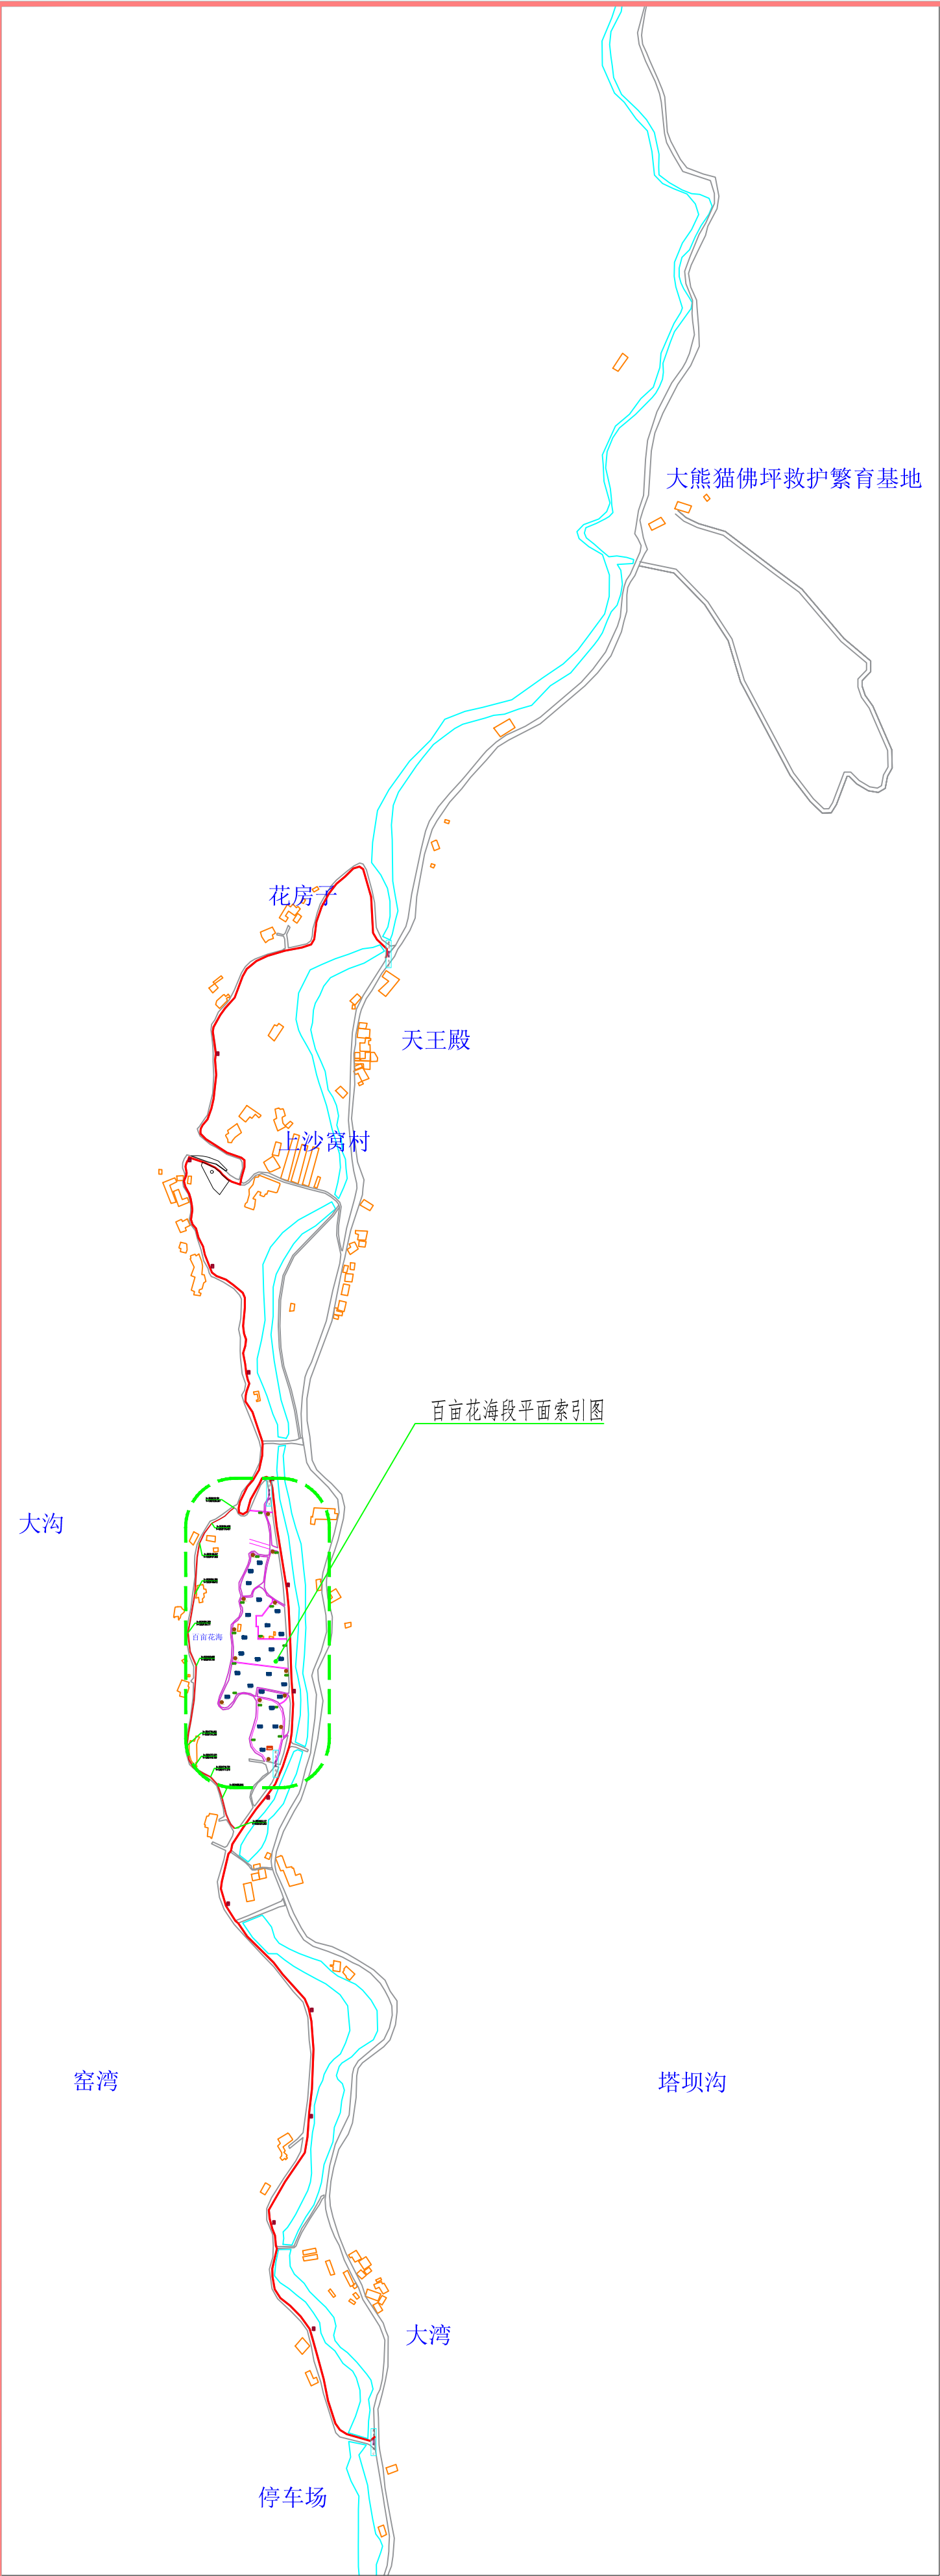 大熊猫佛坪救护繁育基地
花房子
天王殿
上沙窝村
百亩花海段平面索引图
大沟
百亩花海
窑湾
塔坝沟
大湾
停车场